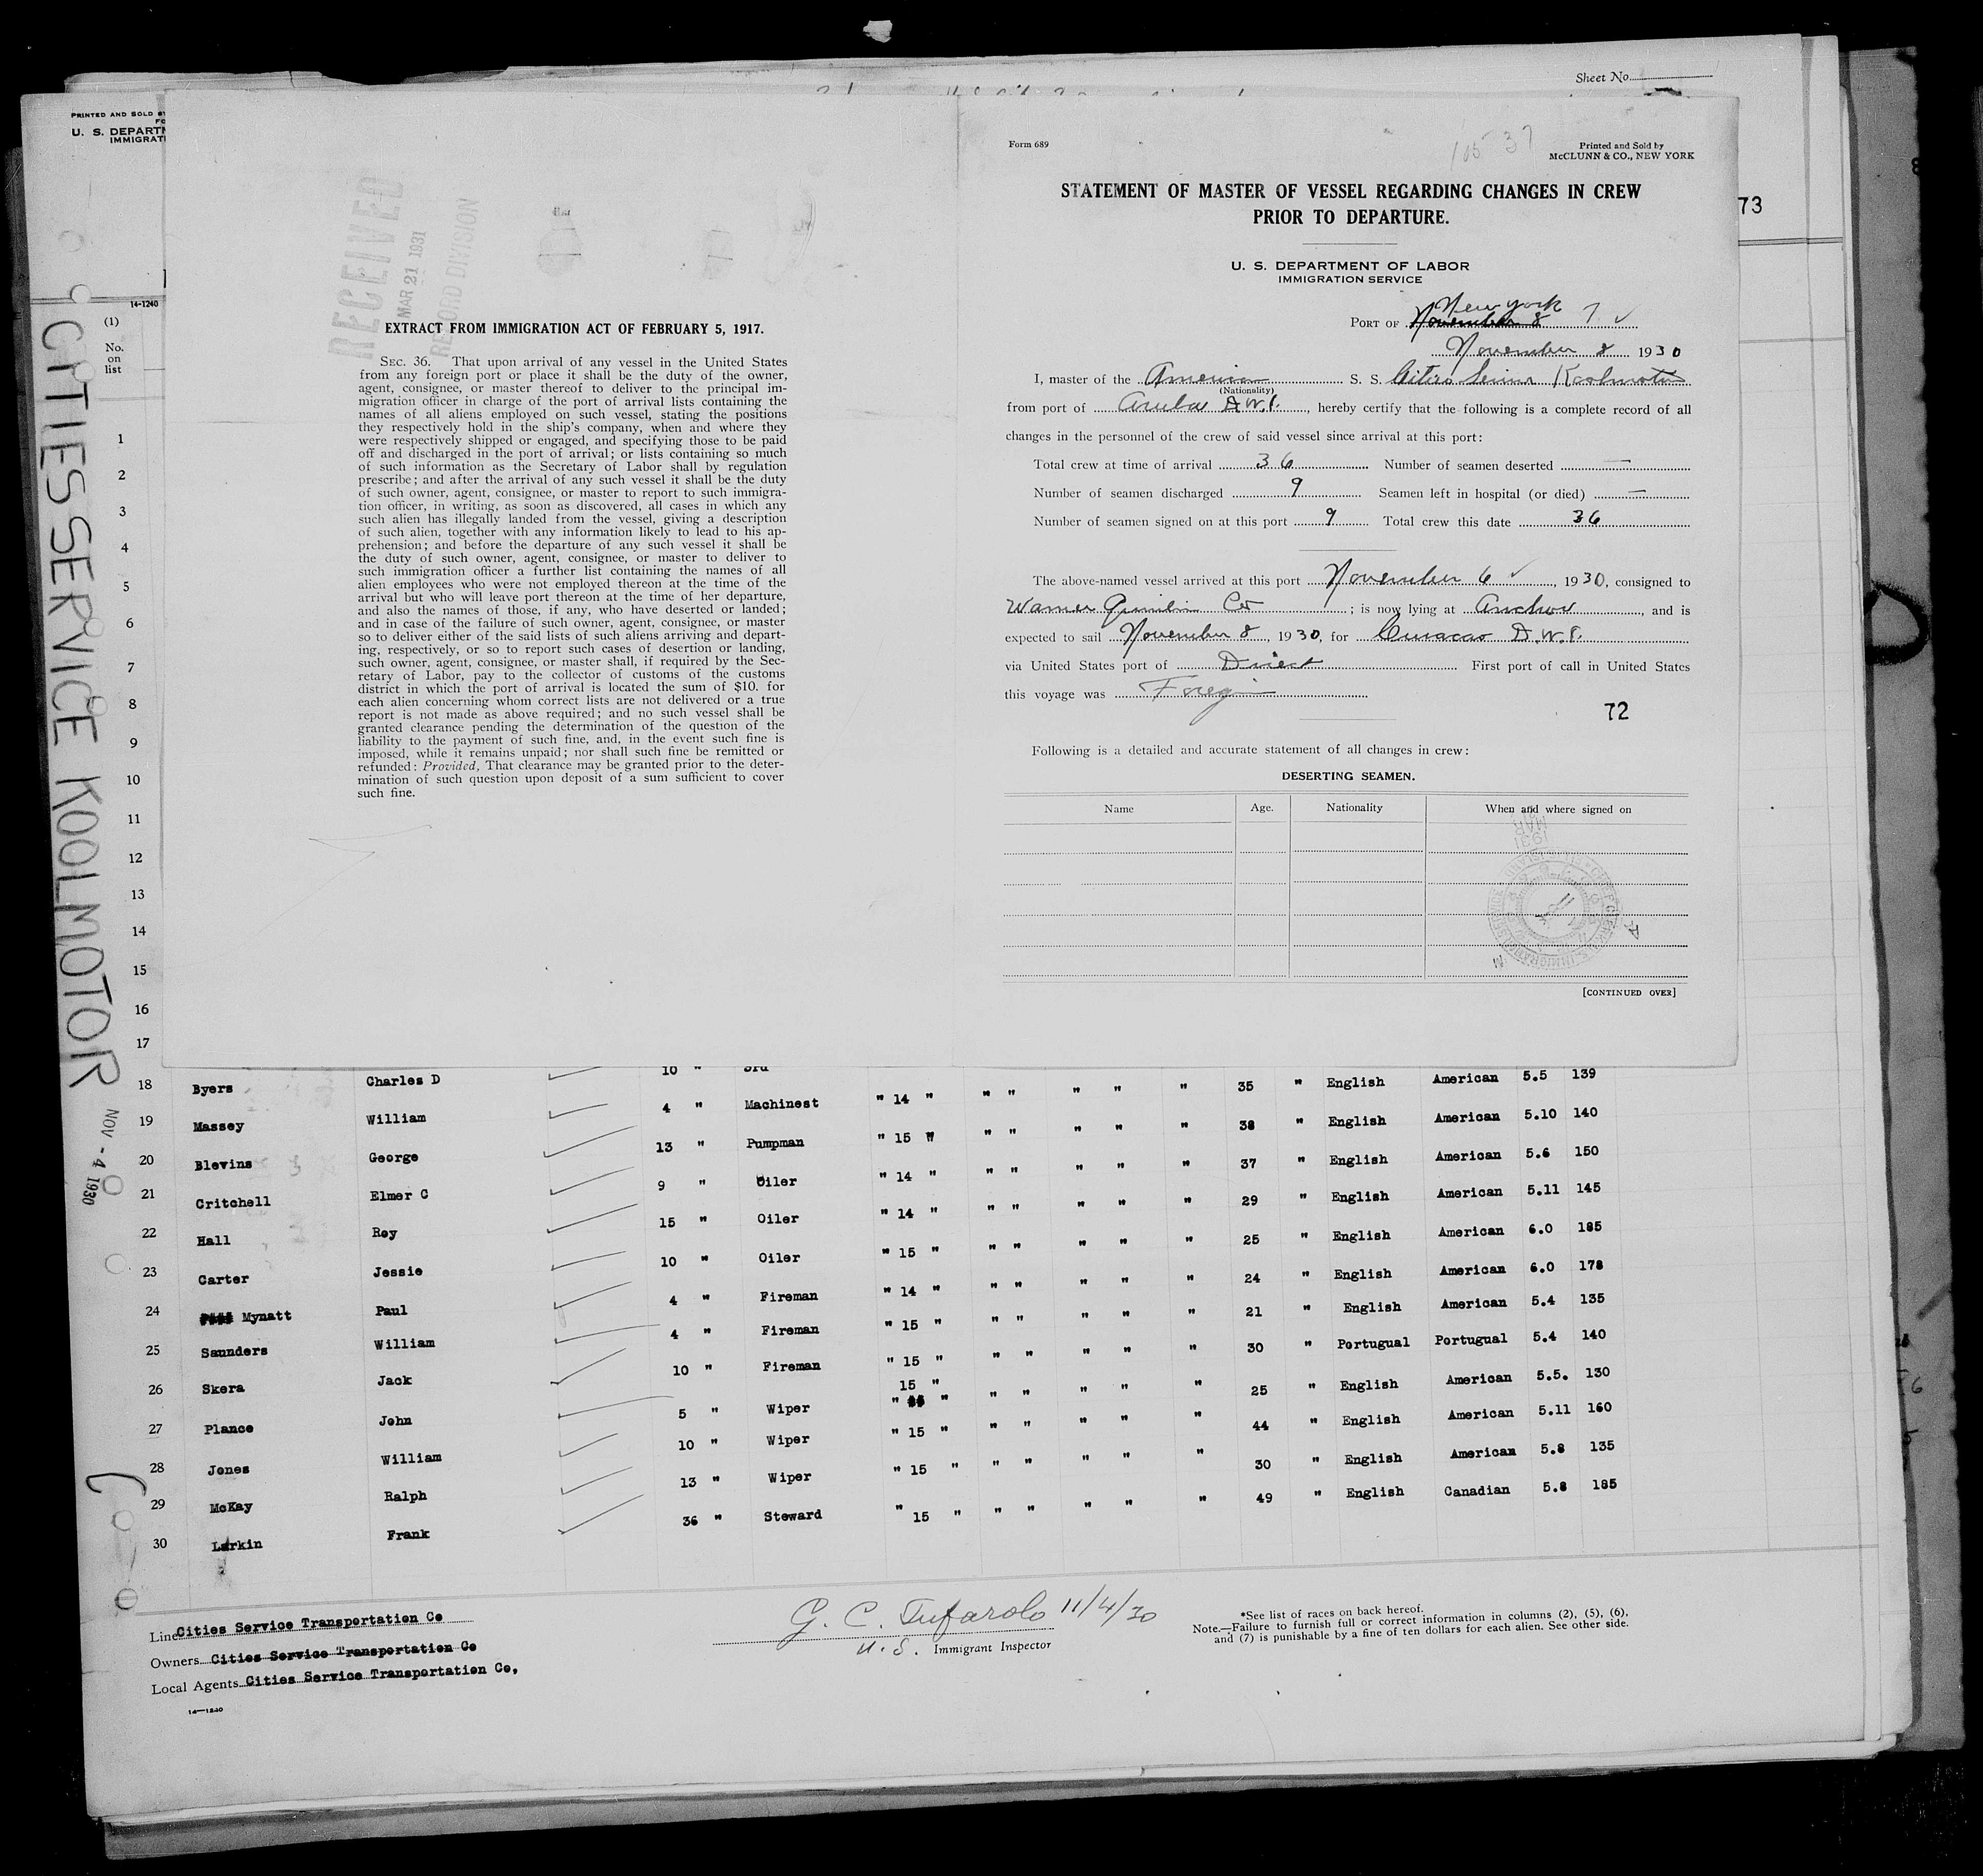 Sheet No.
PRINTED AND SOLD BY
U. S. DEPARTM
IMMIGRAT
14-1240
(1)
No.
on
list
CITIES SERVICE KOOLMOTOR
NOV - 4 1930
73
RECEIVED
MAR 21 1931
RECORD DIVISION
EXTRACT FROM IMMIGRATION ACT OF FEBRUARY 5, 1917.
SEC. 36. That upon arrival of any vessel in the United States
from any foreign port or place it shall be the duty of the owner,
agent, consignee, or master thereof to deliver to the principal im-
migration officer in charge of the port of arrival lists containing the
names of all aliens employed on such vessel, stating the positions
they respectively hold in the ship's company, when and where they
were respectively shipped or engaged, and specifying those to be paid
off and discharged in the port of arrival; or lists containing so much
of such information as the Secretary of Labor shall by regulation
prescribe; and after the arrival of any such vessel it shall be the duty
of such owner, agent, consignee, or master to report to such immigra-
tion officer, in writing, as soon as discovered, all cases in which any
such alien has illegally landed from the vessel, giving a description
of such alien, together with any information likely to lead to his ap-
prehension; and before the departure of any such vessel it shall be
the duty of such owner, agent, consignee, or master to deliver to
such immigration officer a further list containing the names of all
alien employees who were not employed thereon at the time of the
arrival but who will leave port thereon at the time of her departure,
and also the names of those, if any, who have deserted or landed;
and in case of the failure of such owner, agent, consignee, or master
so to deliver either of the said lists of such aliens arriving and depart-
ing, respectively, or so to report such cases of desertion or landing,
such owner, agent, consignee, or master shall, if required by the Sec-
retary of Labor, pay to the collector of customs of the customs
district in which the port of arrival is located the sum of $10. for
each alien concerning whom correct lists are not delivered or a true
report is not made as above required; and no such vessel shall be
granted clearance pending the determination of the question of the
liability to the payment of such fine, and, in the event such fine is
imposed, while it remains unpaid; nor shall such fine be remitted or
refunded: Provided, That clearance may be granted prior to the deter-
mination of such question upon deposit of a sum sufficient to cover
such fine.
Form 689
105 37
Printed and Sold by
McCLUNN & CO., NEW YORK
STATEMENT OF MASTER OF VESSEL REGARDING CHANGES IN CREW
PRIOR TO DEPARTURE.
U. S. DEPARTMENT OF LABOR
IMMIGRATION SERVICE
New york
PORT OF November 8
November 8 1930
I, master of the American S. S. Cities Service Koolmotor
(Nationality)
from port of Aruba D.W.I., hereby certify that the following is a complete record of all
changes in the personnel of the crew of said vessel since arrival at this port:
Total crew at time of arrival 36 Number of seamen deserted —
Number of seamen discharged 9 Seamen left in hospital (or died) —
Number of seamen signed on at this port 9 Total crew this date 36
The above-named vessel arrived at this port November 6, 1930, consigned to
Warner Quinlin Co; is now lying at Anchor, and is
expected to sail November 8, 1930, for Curacao D.W.I.
via United States port of Direct First port of call in United States
this voyage was Foreign
72
Following is a detailed and accurate statement of all changes in crew:
DESERTING SEAMEN.
Name Age. Nationality When and where signed on
[CONTINUED OVER]
1
2
3
4
5
6
7
8
9
10
11
12
13
14
15
16
17
18 Byers Charles D 10 " 3rd " " " " " 35 " English American 5.5 139
19 Massey William 4 " Machinest " 14 " " " " " " 38 " English American 5.10 140
20 Blevins George 13 " Pumpman " 15 " " " " " " 37 " English American 5.6 150
21 Critchell Elmer C 9 " Oiler " 14 " " " " " " 29 " English American 5.11 145
22 Hall Roy 15 " Oiler " 14 " " " " " " 25 " English American 6.0 185
23 Carter Jessie 10 " Oiler " 15 " " " " " " 24 " English American 6.0 178
24 Mynatt Paul 4 " Fireman " 14 " " " " " " 21 " English American 5.4 135
25 Saunders William 4 " Fireman " 15 " " " " " " 30 " Portugual Portugual 5.4 140
26 Skera Jack 10 " Fireman " 15 " " " " " " 25 " English American 5.5. 130
27 Plance John 5 " Wiper 15 " " " " " " 44 " English American 5.11 160
28 Jones William 10 " Wiper " 15 " " " " " " 30 " English American 5.8 135
29 McKay Ralph 13 " Wiper " 15 " " " " " " 49 " English Canadian 5.8 185
30 Larkin Frank 36 " Steward " 15 " " " " " "
Line Cities Service Transportation Co
Owners Cities Service Transportation Co
Local Agents Cities Service Transportation Co,
14—1240
G. C. Tufarolo 11/4/30
U. S. Immigrant Inspector
*See list of races on back hereof.
Note.—Failure to furnish full or correct information in columns (2), (5), (6),
and (7) is punishable by a fine of ten dollars for each alien. See other side.